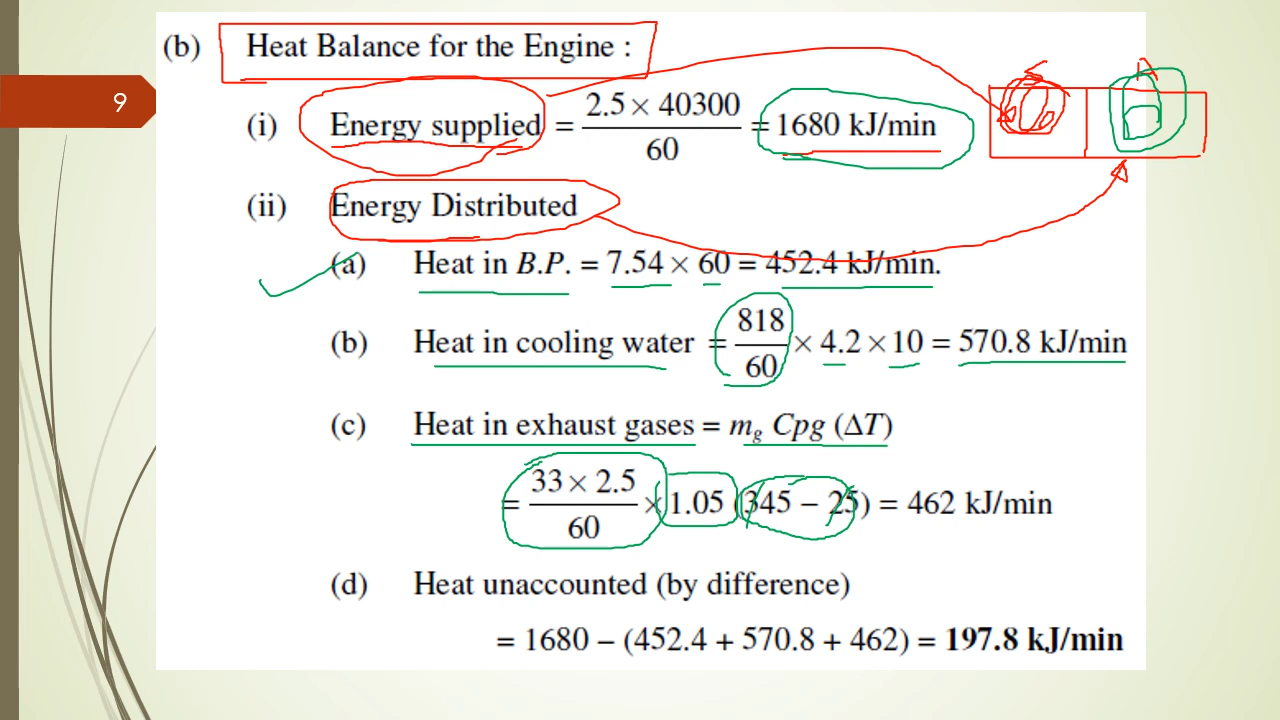 9
(b) Heat Balance for the Engine :
(i) Energy supplied = 2.5 × 40300 / 60 = 1680 kJ/min
(ii) Energy Distributed
(a) Heat in B.P. = 7.54 × 60 = 452.4 kJ/min.
(b) Heat in cooling water = 818 / 60 × 4.2 × 10 = 570.8 kJ/min
(c) Heat in exhaust gases = mg Cpg (ΔT)
= 33 × 2.5 / 60 × 1.05 (345 – 25) = 462 kJ/min
(d) Heat unaccounted (by difference)
= 1680 – (452.4 + 570.8 + 462) = 197.8 kJ/min